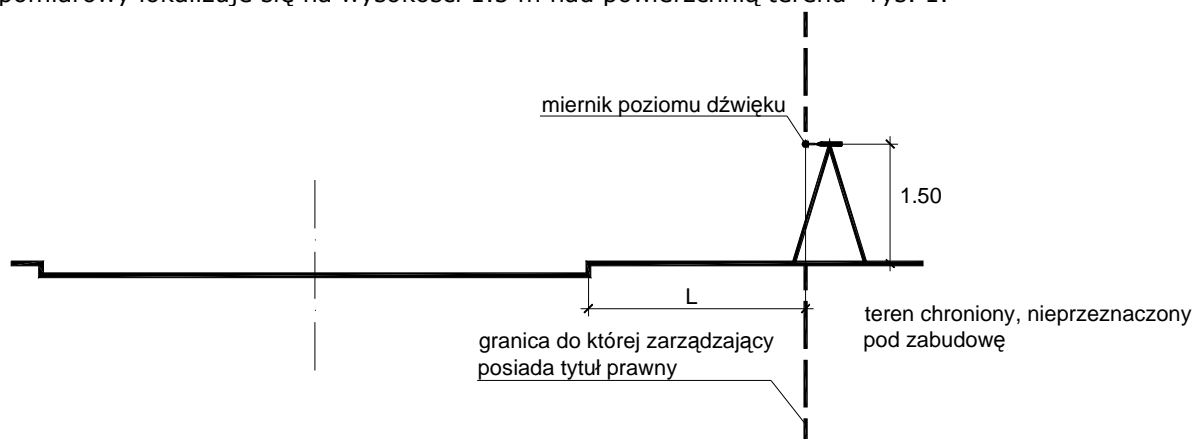 pomiarowy lokalizuje się na wysokości 1.5 m nad powierzchnią terenu- rys. 1.
miernik poziomu dźwięku
1.50
L
teren chroniony, nieprzeznaczony
pod zabudowę
granica do której zarządzający
posiada tytuł prawny